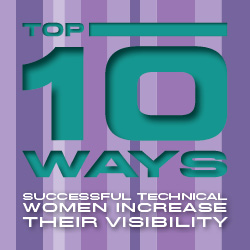 TOP
10
WAYS
SUCCESSFUL TECHNICAL
WOMEN INCREASE
THEIR VISIBILITY